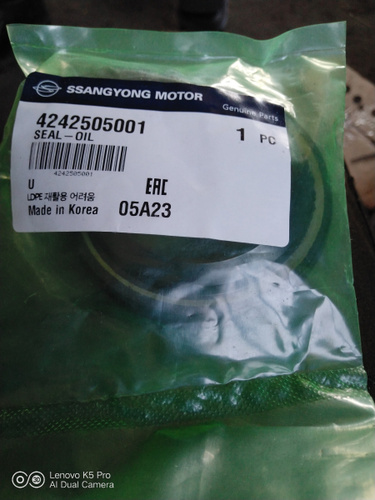 SSANGYONG MOTOR
Genuine Parts
4242505001
1 PC
SEAL-OIL
4242505001
U
EAC
LDPE 재활용 어려움
Made in Korea 05A23
Lenovo K5 Pro
AI Dual Camera